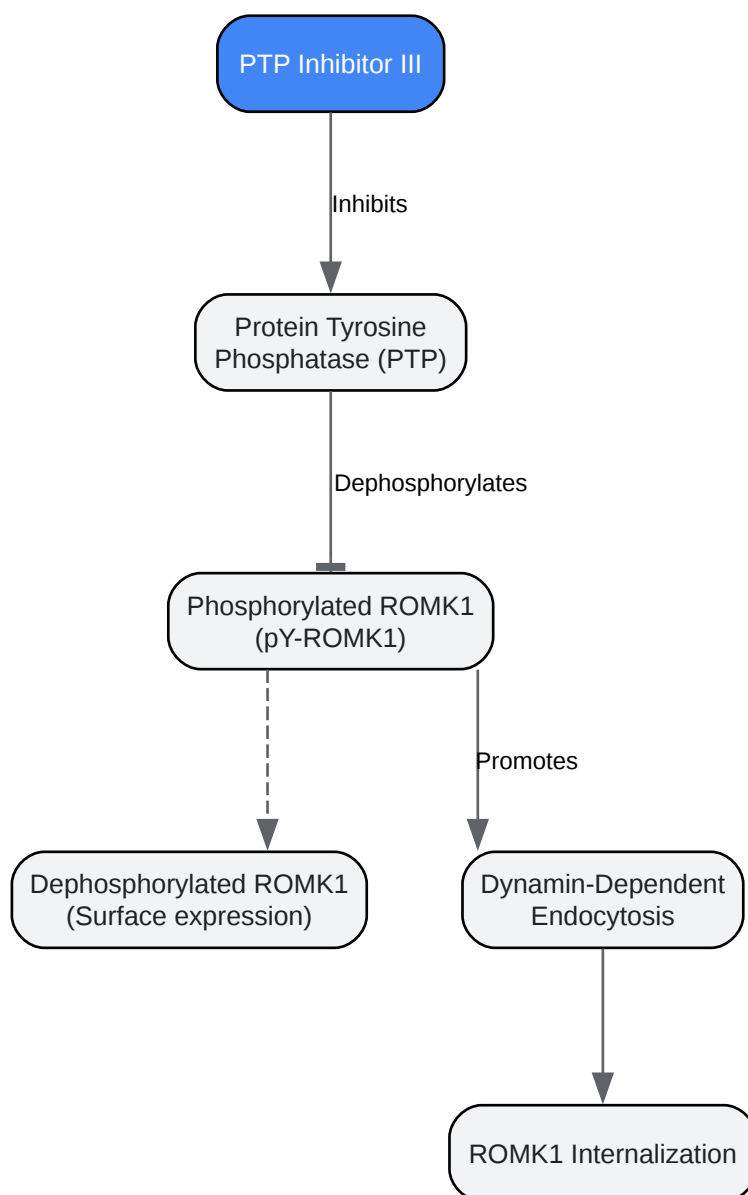 PTP Inhibitor III
Inhibits
Protein Tyrosine
Phosphatase (PTP)
Dephosphorylates
Phosphorylated ROMK1
(pY-ROMK1)
Promotes
Dephosphorylated ROMK1
(Surface expression)
Dynamin-Dependent
Endocytosis
ROMK1 Internalization